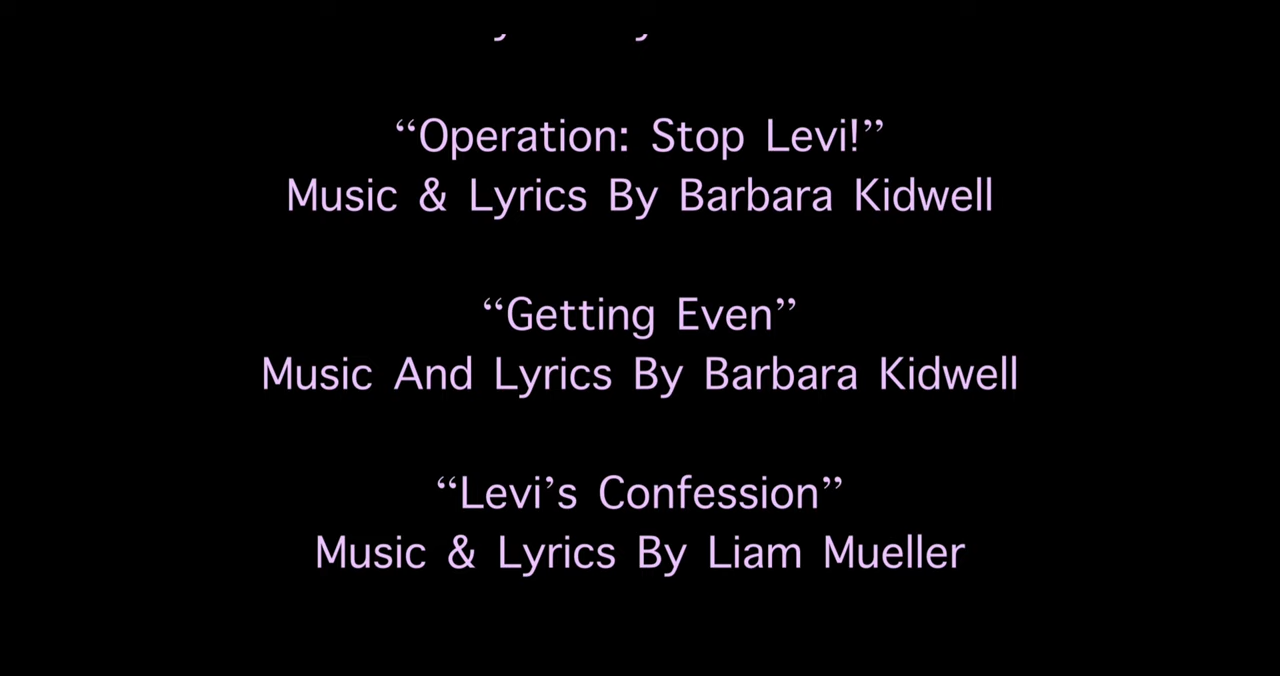 “Operation: Stop Levi!”
Music & Lyrics By Barbara Kidwell
“Getting Even”
Music And Lyrics By Barbara Kidwell
“Levi’s Confession”
Music & Lyrics By Liam Mueller